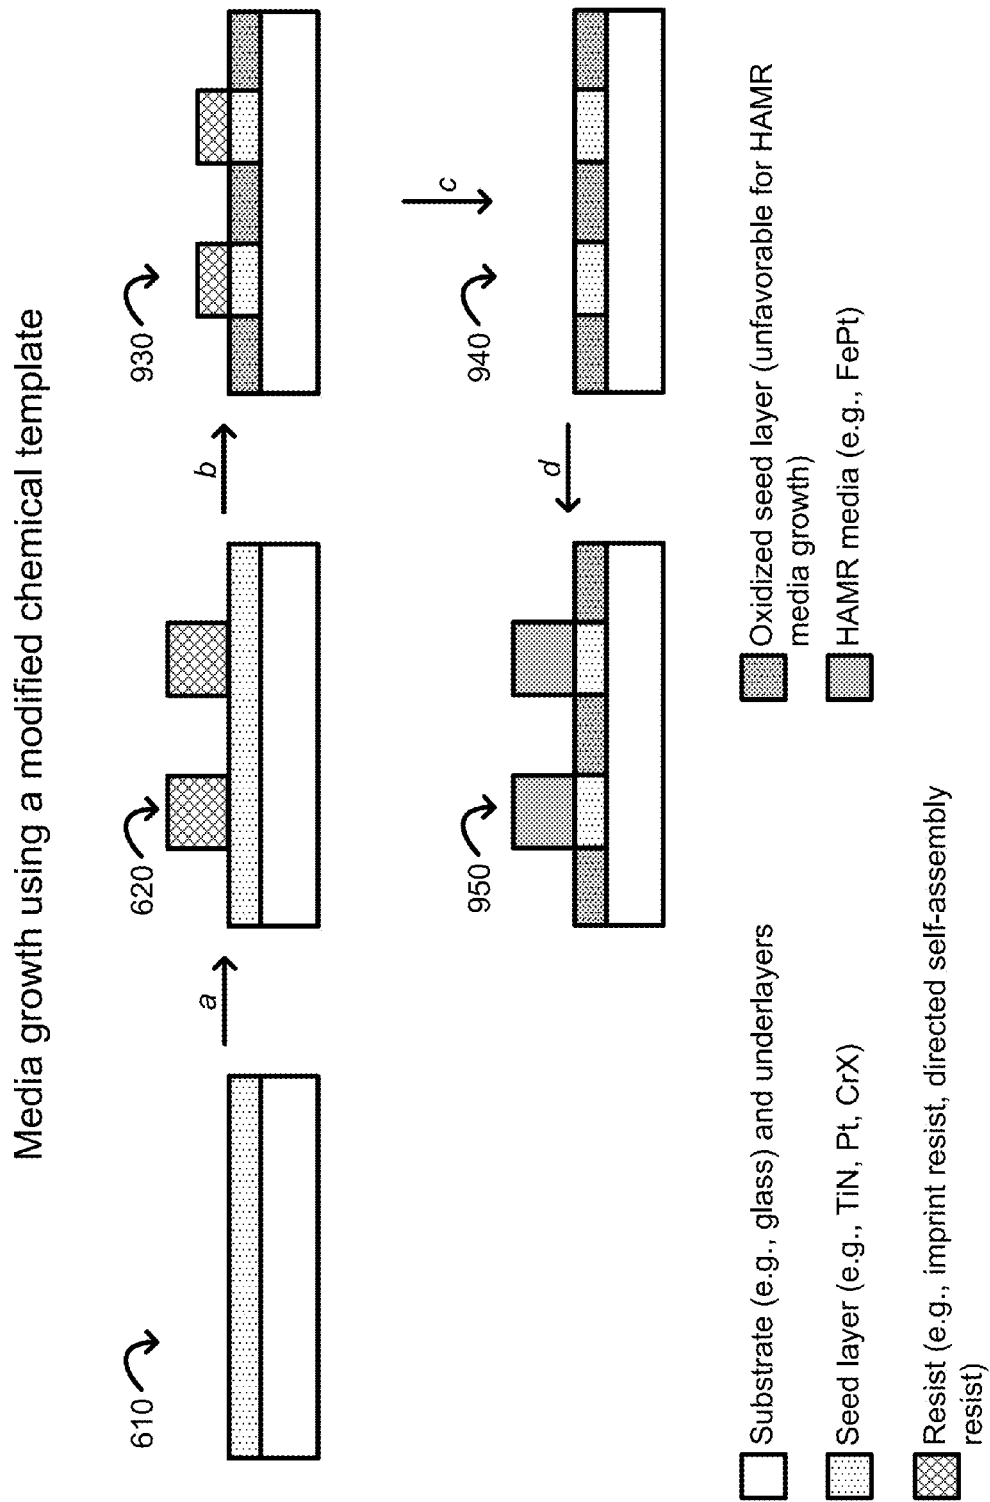 Media growth using a modified chemical template
610
a
620
b
930
c
940
d
950
Substrate (e.g., glass) and underlayers
Seed layer (e.g., TiN, Pt, CrX)
Resist (e.g., imprint resist, directed self-assembly
resist)
Oxidized seed layer (unfavorable for HAMR
media growth)
HAMR media (e.g., FePt)